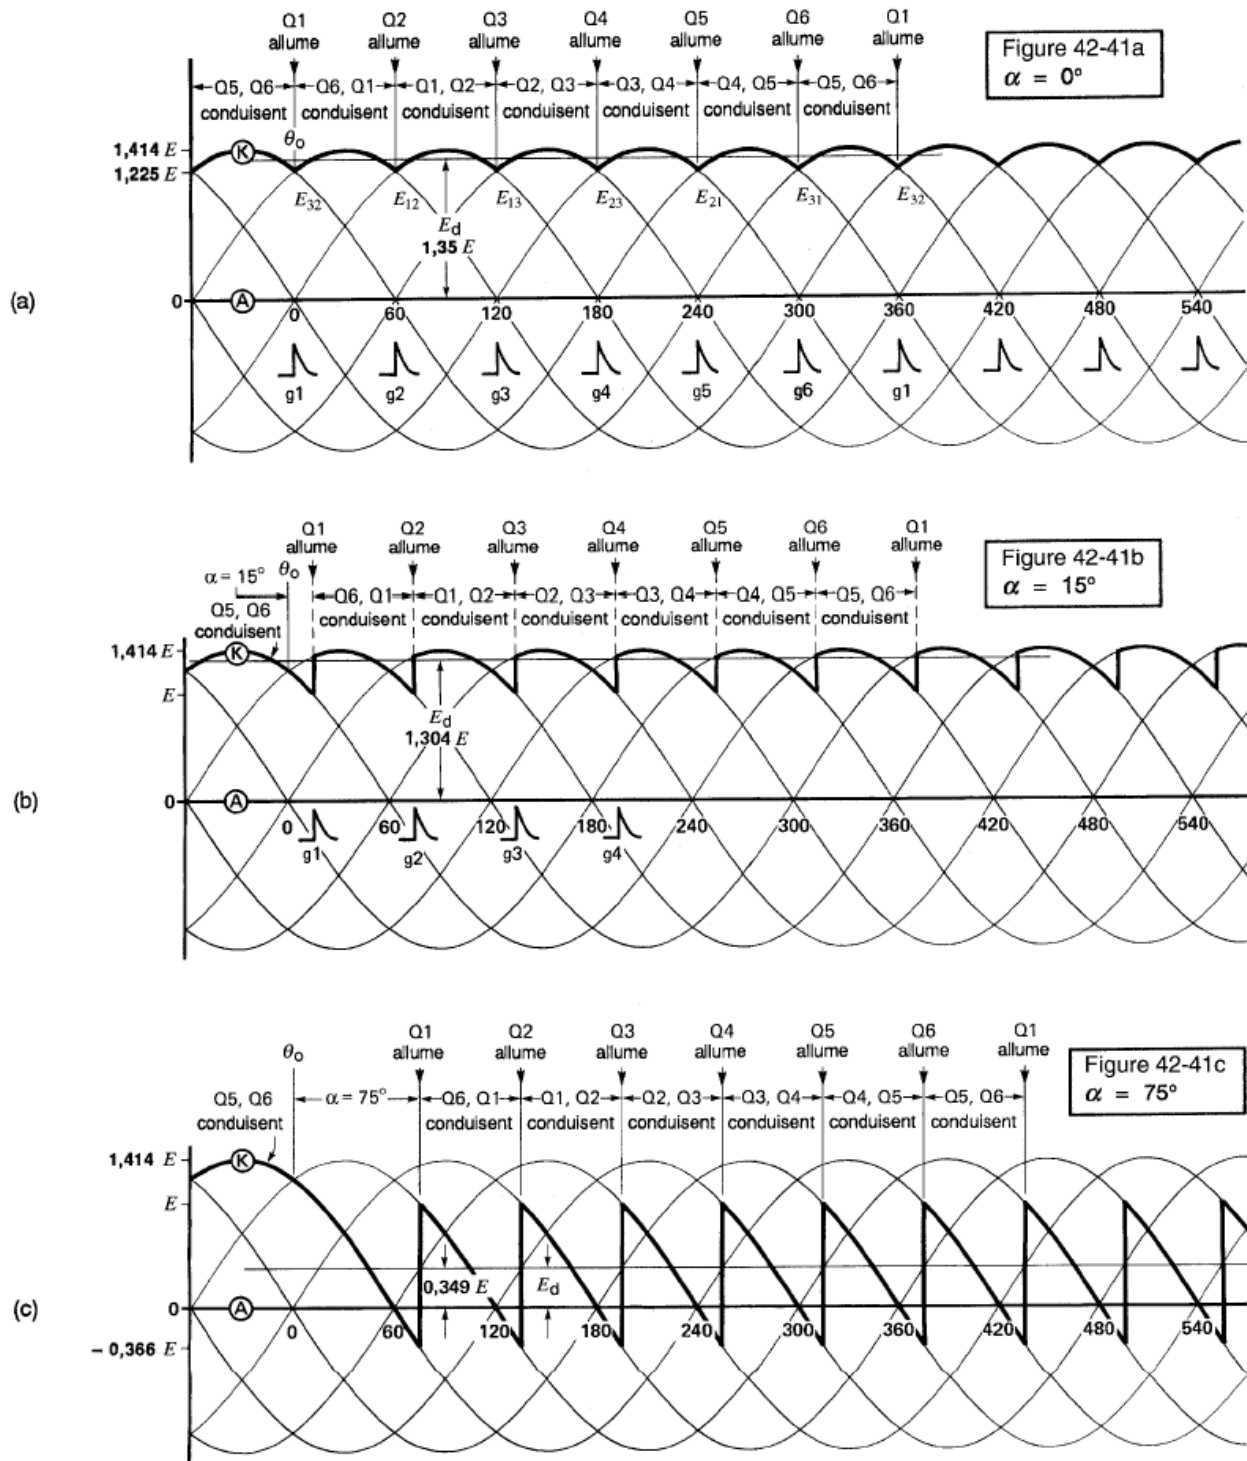 Q1 Q2 Q3 Q4 Q5 Q6 Q1
allume allume allume allume allume allume allume
Figure 42-41a
α = 0°
Q5, Q6 Q6, Q1 Q1, Q2 Q2, Q3 Q3, Q4 Q4, Q5 Q5, Q6
conduisent conduisent conduisent conduisent conduisent conduisent conduisent
θo
1,414 E
K
1,225 E
E32 E12 E13 E23 E21 E31 E32
Ed
1,35 E
(a)
0 A
0 60 120 180 240 300 360 420 480 540
g1 g2 g3 g4 g5 g6 g1
Q1 Q2 Q3 Q4 Q5 Q6 Q1
allume allume allume allume allume allume allume
Figure 42-41b
α = 15°
α = 15° θo
Q6, Q1 Q1, Q2 Q2, Q3 Q3, Q4 Q4, Q5 Q5, Q6
conduisent conduisent conduisent conduisent conduisent conduisent
Q5, Q6
conduisent
1,414 E
K
E
Ed
1,304 E
(b)
0 A
0 60 120 180 240 300 360 420 480 540
g1 g2 g3 g4
Q1 Q2 Q3 Q4 Q5 Q6 Q1
allume allume allume allume allume allume allume
θo
Figure 42-41c
α = 75°
Q5, Q6
conduisent
α = 75° Q6, Q1 Q1, Q2 Q2, Q3 Q3, Q4 Q4, Q5 Q5, Q6
conduisent conduisent conduisent conduisent conduisent conduisent
1,414 E
K
E
0,349 E Ed
(c)
0 A
0 60 120 180 240 300 360 420 480 540
− 0,366 E